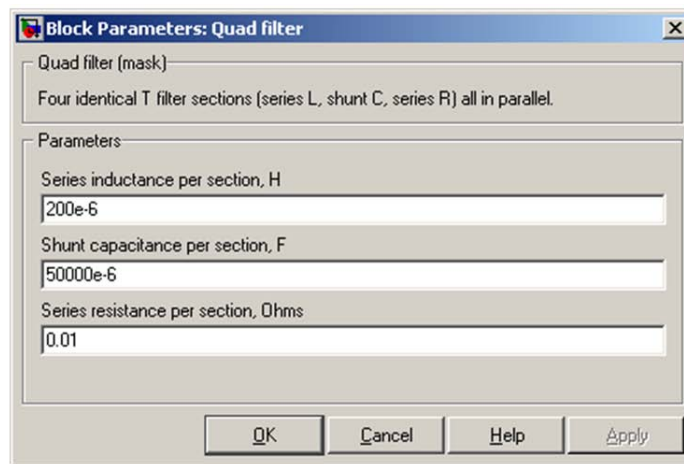 Block Parameters: Quad filter
Quad filter (mask)
Four identical T filter sections (series L, shunt C, series R) all in parallel.
Parameters
Series inductance per section, H
200e-6
Shunt capacitance per section, F
50000e-6
Series resistance per section, Ohms
0.01
OK Cancel Help Apply